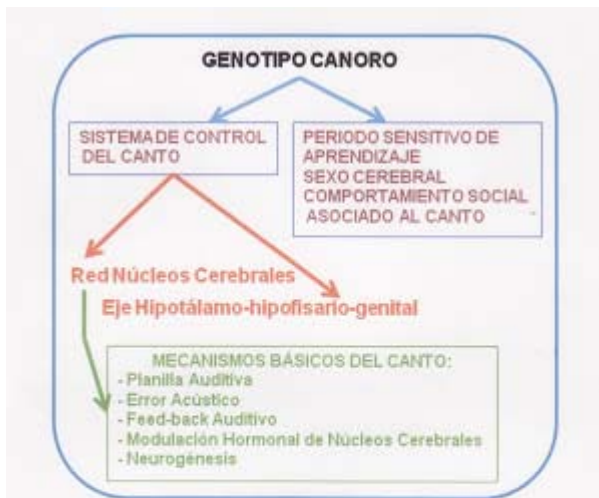 GENOTIPO CANORO
SISTEMA DE CONTROL
DEL CANTO
PERIODO SENSITIVO DE
APRENDIZAJE
SEXO CEREBRAL
COMPORTAMIENTO SOCIAL
ASOCIADO AL CANTO
Red Núcleos Cerebrales
Eje Hipotálamo-hipofisario-genital
MECANISMOS BÁSICOS DEL CANTO:
- Planilla Auditiva
- Error Acústico
- Feed-back Auditivo
- Modulación Hormonal de Núcleos Cerebrales
- Neurogénesis